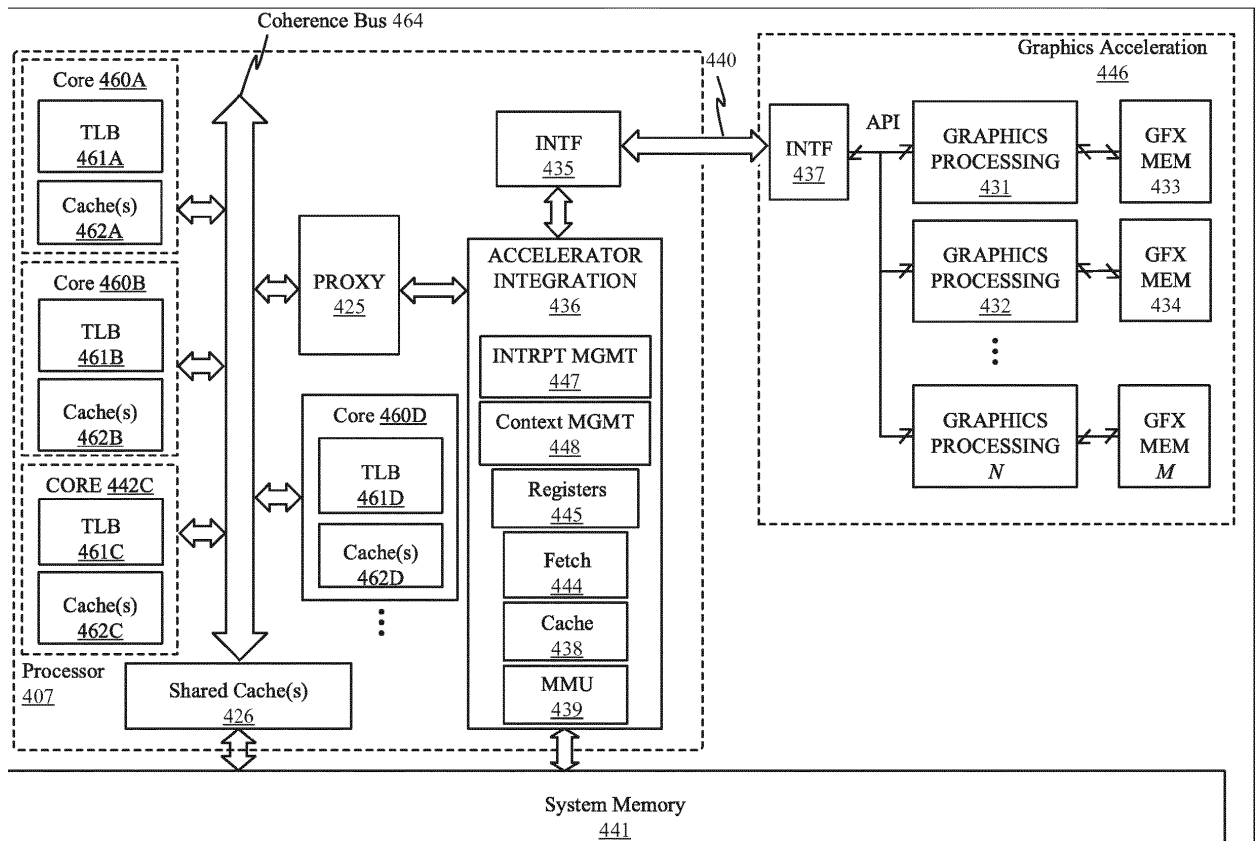 Coherence Bus 464
Core 460A
TLB
461A
Cache(s)
462A
Core 460B
TLB
461B
Cache(s)
462B
CORE 442C
TLB
461C
Cache(s)
462C
Processor
407
Shared Cache(s)
426
PROXY
425
Core 460D
TLB
461D
Cache(s)
462D
INTF
435
ACCELERATOR
INTEGRATION
436
INTRPT MGMT
447
Context MGMT
448
Registers
445
Fetch
444
Cache
438
MMU
439
440
Graphics Acceleration
446
INTF
437
API
GRAPHICS
PROCESSING
431
GFX
MEM
433
GRAPHICS
PROCESSING
432
GFX
MEM
434
GRAPHICS
PROCESSING
N
GFX
MEM
M
System Memory
441